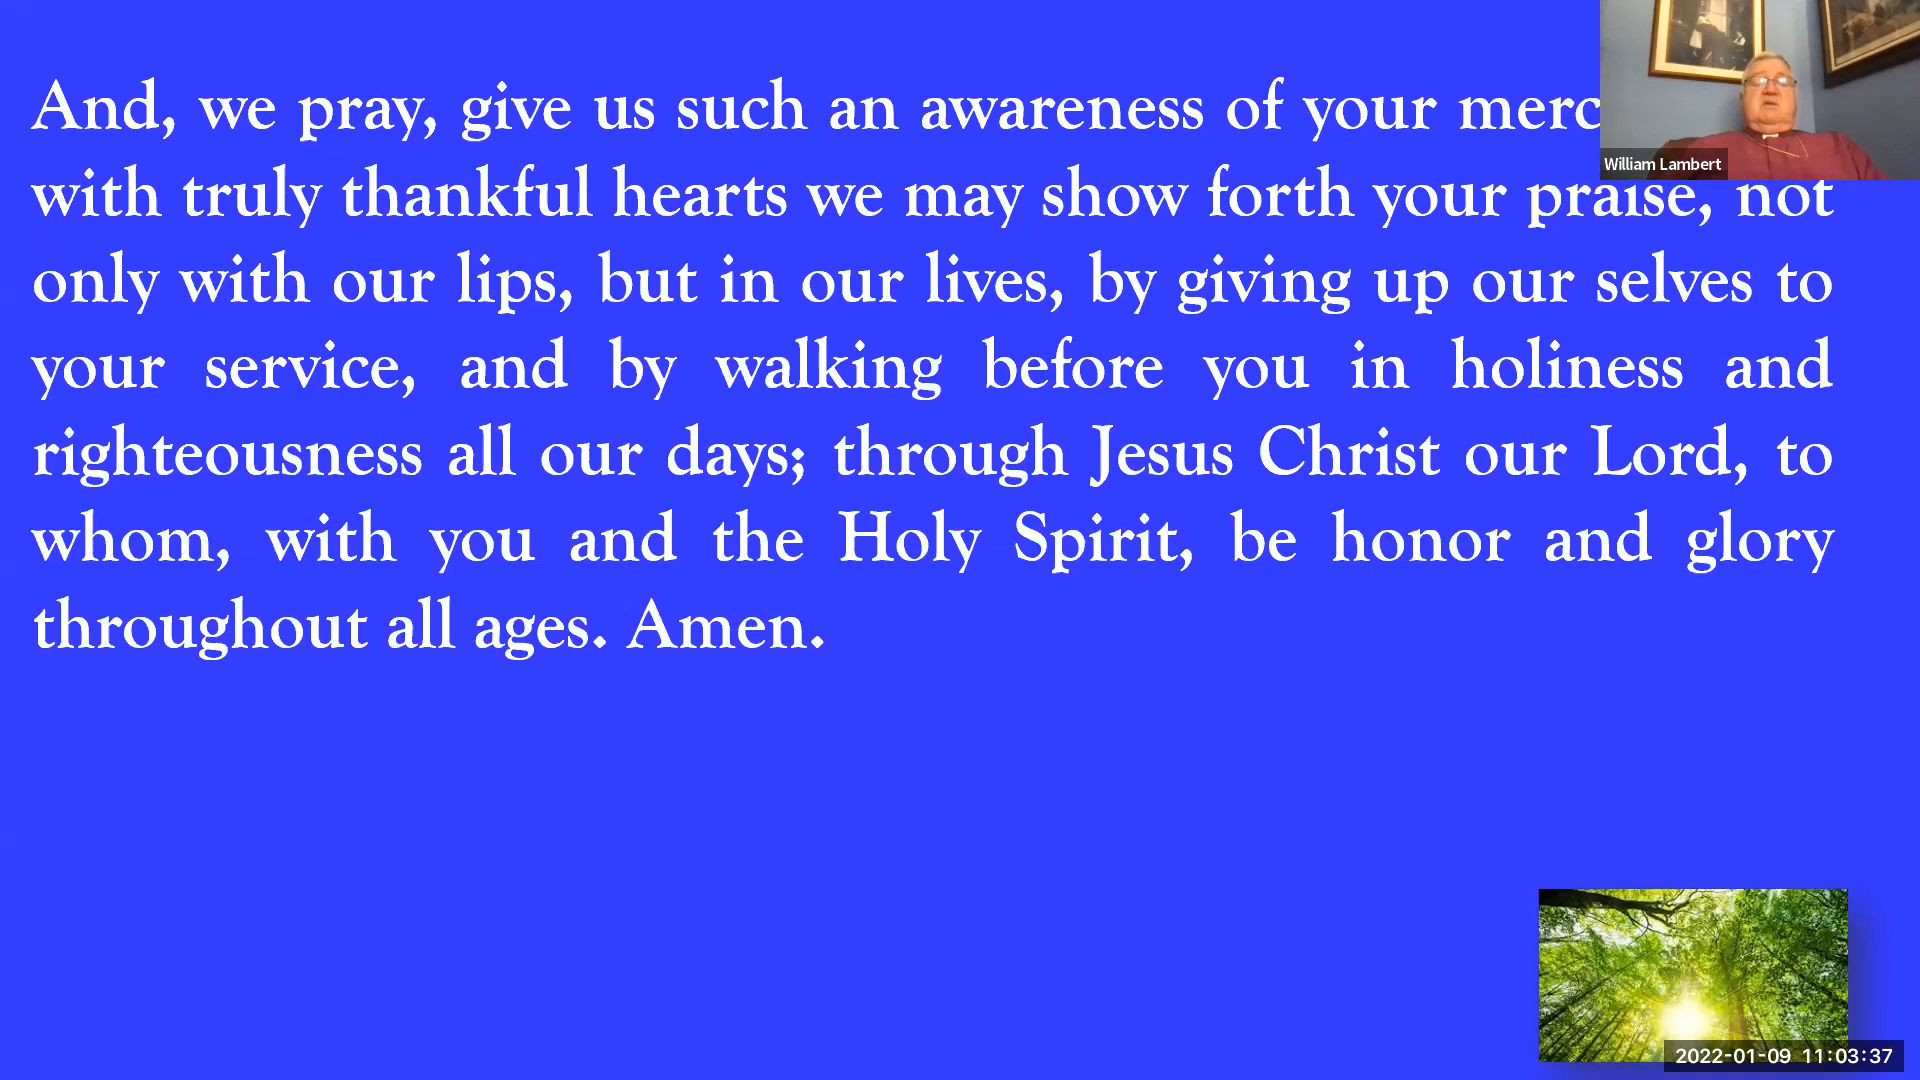 And, we pray, give us such an awareness of your
with truly thankful hearts we may show forth your praise, not
only with our lips, but in our lives, by giving up our selves to
your service, and by walking before you in holiness and
righteousness all our days; through Jesus Christ our Lord, to
whom, with you and the Holy Spirit, be honor and glory
throughout all ages. Amen.
William Lambert
2022-01-09 11:03:37